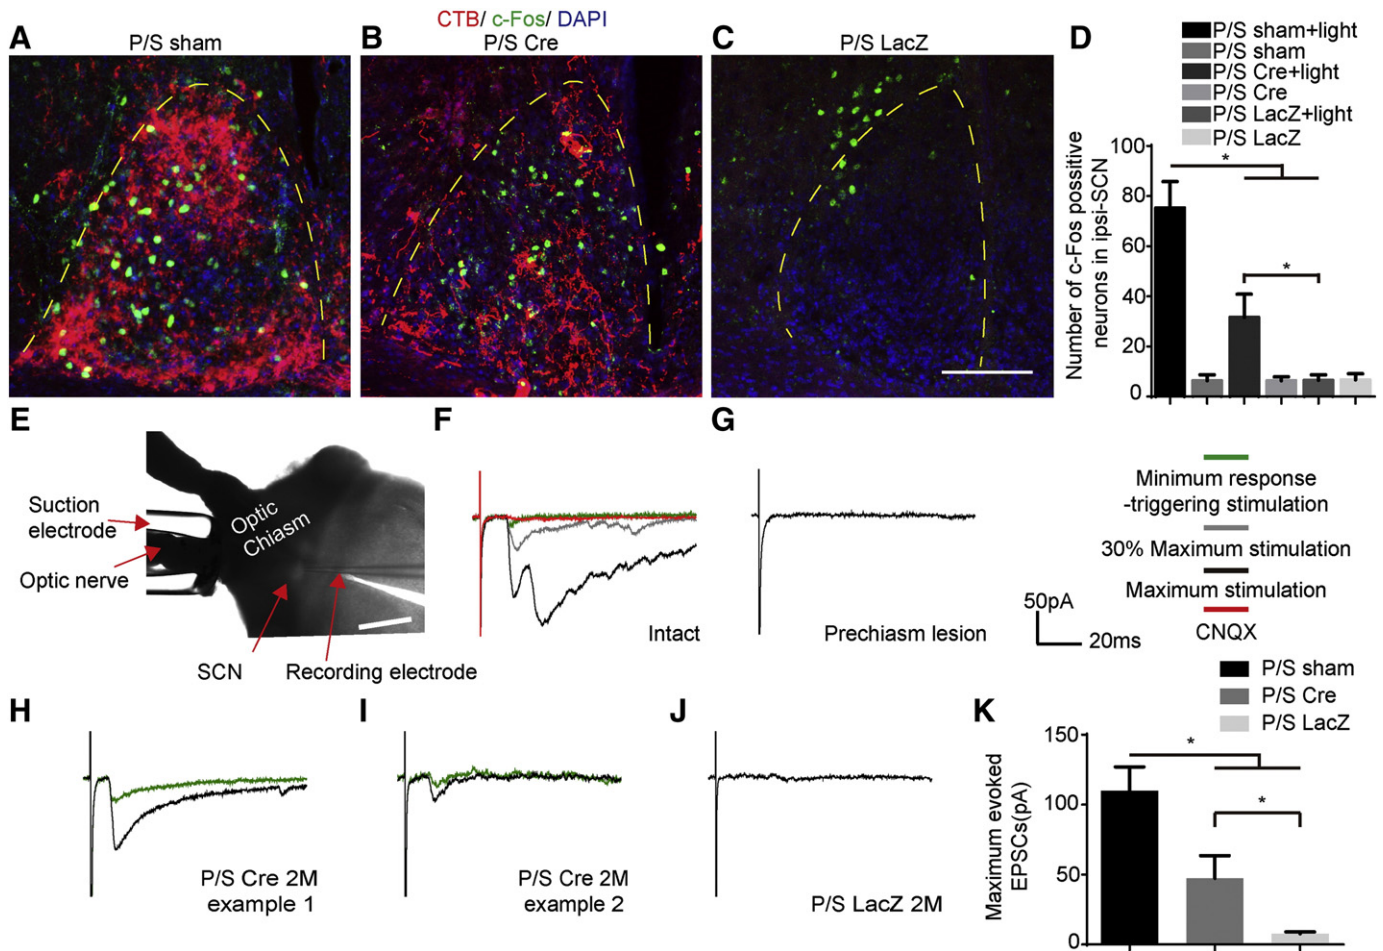 CTB/ c-Fos/ DAPI
A
P/S sham
B
P/S Cre
C
P/S LacZ
D
P/S sham+light
P/S sham
P/S Cre+light
P/S Cre
P/S LacZ+light
P/S LacZ
Number of c-Fos possitive
neurons in ipsi-SCN
100
80
60
40
20
0
*
*
E
Suction
electrode
Optic nerve
Optic
Chiasm
SCN
Recording electrode
F
Intact
G
Prechiasm lesion
50pA
20ms
Minimum response
-triggering stimulation
30% Maximum stimulation
Maximum stimulation
CNQX
H
P/S Cre 2M
example 1
I
P/S Cre 2M
example 2
J
P/S LacZ 2M
K
P/S sham
P/S Cre
P/S LacZ
Maximum evoked
EPSCs(pA)
150
100
50
0
*
*